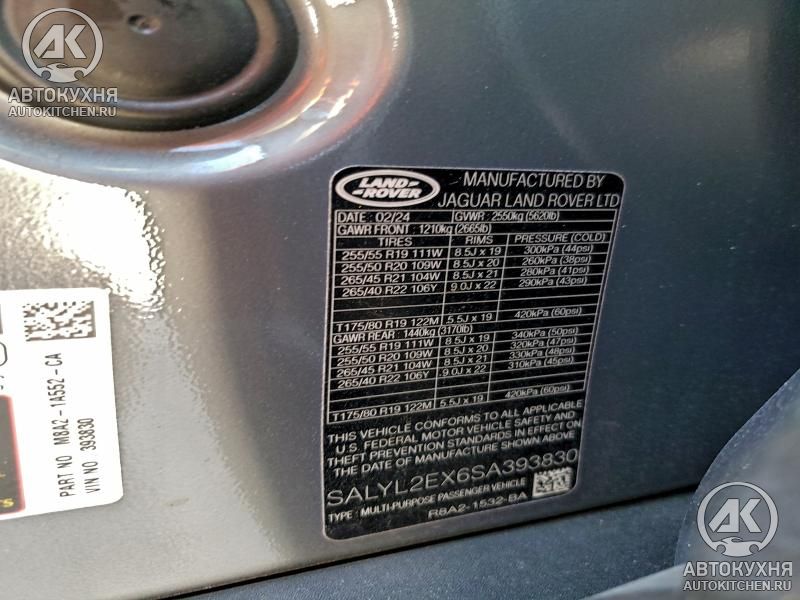 АК
АВТОКУХНЯ
AUTOKITCHEN.RU
LAND ROVER
MANUFACTURED BY
JAGUAR LAND ROVER LTD
DATE: 02/24 GVWR: 2550kg (5620lb)
GAWR FRONT: 1210kg (2665lb)
TIRES RIMS PRESSURE (COLD)
255/55 R19 111W 8.5J x 19 300kPa (44psi)
255/50 R20 109W 8.5J x 20 260kPa (38psi)
265/45 R21 104W 8.5J x 21 280kPa (41psi)
265/40 R22 106Y 9.0J x 22 290kPa (43psi)
T175/80 R19 122M 5.5J x 19 420kPa (60psi)
GAWR REAR: 1440kg (3170lb)
255/55 R19 111W 8.5J x 19 340kPa (50psi)
255/50 R20 109W 8.5J x 20 320kPa (47psi)
265/45 R21 104W 8.5J x 21 330kPa (48psi)
265/40 R22 106Y 9.0J x 22 310kPa (45psi)
T175/80 R19 122M 5.5J x 19 420kPa (60psi)
THIS VEHICLE CONFORMS TO ALL APPLICABLE
U.S. FEDERAL MOTOR VEHICLE SAFETY AND
THEFT PREVENTION STANDARDS IN EFFECT ON
THE DATE OF MANUFACTURE SHOWN ABOVE
SALYL2EX6SA393830
TYPE: MULTI-PURPOSE PASSENGER VEHICLE
R8A2-1532-BA
PART NO M8A2-1A552-CA
VIN NO 393830
АК
АВТОКУХНЯ
AUTOKITCHEN.RU